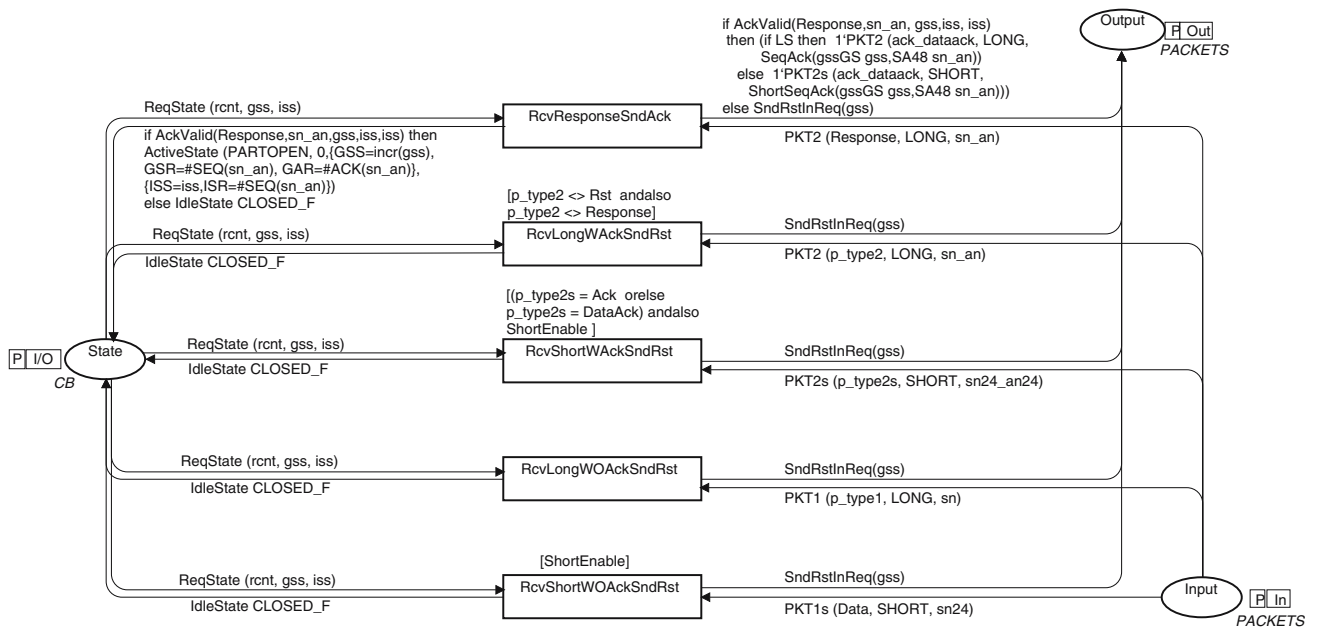 if AckValid(Response,sn_an, gss,iss, iss)
then (if LS then 1‘PKT2 (ack_dataack, LONG,
SeqAck(gssGS gss,SA48 sn_an))
else 1‘PKT2s (ack_dataack, SHORT,
ShortSeqAck(gssGS gss,SA48 sn_an)))
else SndRstInReq(gss)
Output
P Out
PACKETS
ReqState (rcnt, gss, iss)
RcvResponseSndAck
PKT2 (Response, LONG, sn_an)
if AckValid(Response,sn_an,gss,iss,iss) then
ActiveState (PARTOPEN, 0,{GSS=incr(gss),
GSR=#SEQ(sn_an), GAR=#ACK(sn_an)},
{ISS=iss,ISR=#SEQ(sn_an)})
else IdleState CLOSED_F
[p_type2 <> Rst andalso
p_type2 <> Response]
ReqState (rcnt, gss, iss)
RcvLongWAckSndRst
SndRstInReq(gss)
IdleState CLOSED_F
PKT2 (p_type2, LONG, sn_an)
[(p_type2s = Ack orelse
p_type2s = DataAck) andalso
ShortEnable ]
P I/O
State
CB
ReqState (rcnt, gss, iss)
RcvShortWAckSndRst
SndRstInReq(gss)
IdleState CLOSED_F
PKT2s (p_type2s, SHORT, sn24_an24)
ReqState (rcnt, gss, iss)
RcvLongWOAckSndRst
SndRstInReq(gss)
IdleState CLOSED_F
PKT1 (p_type1, LONG, sn)
[ShortEnable]
ReqState (rcnt, gss, iss)
RcvShortWOAckSndRst
SndRstInReq(gss)
IdleState CLOSED_F
PKT1s (Data, SHORT, sn24)
Input
P In
PACKETS